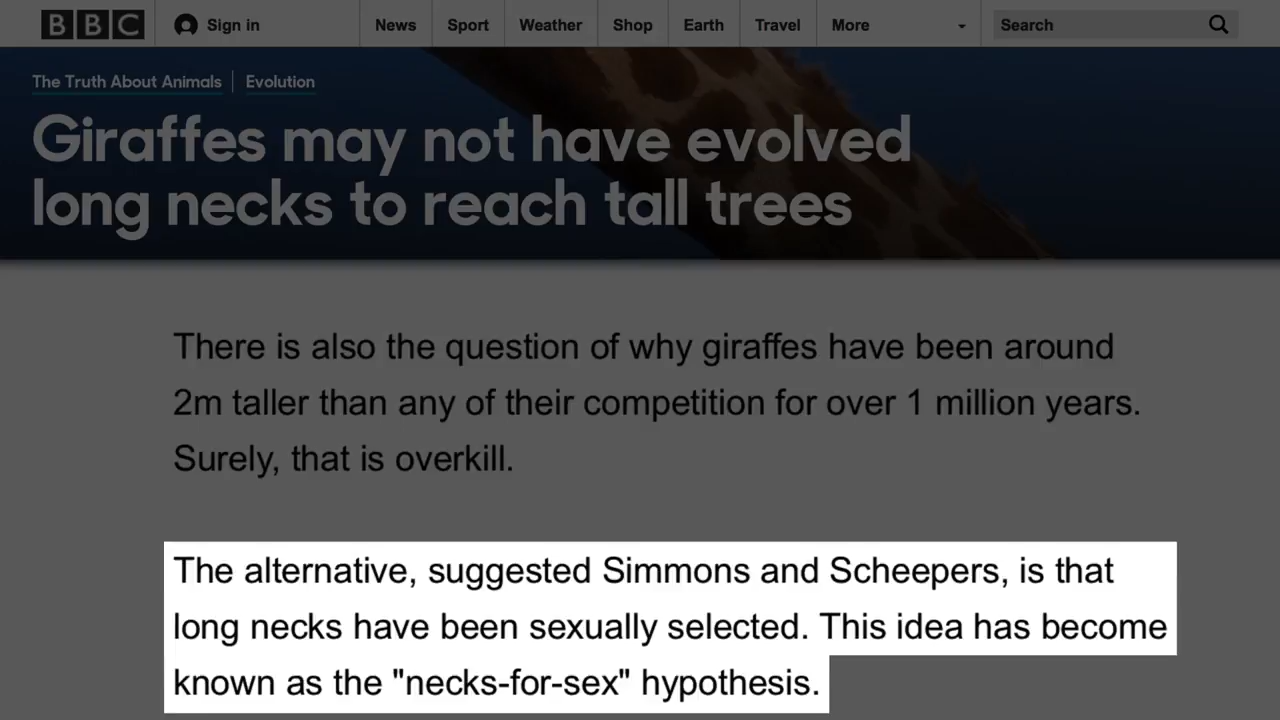 BBC Sign in News Sport Weather Shop Earth Travel More Search
The Truth About Animals Evolution
Giraffes may not have evolved
long necks to reach tall trees
There is also the question of why giraffes have been around
2m taller than any of their competition for over 1 million years.
Surely, that is overkill.
The alternative, suggested Simmons and Scheepers, is that
long necks have been sexually selected. This idea has become
known as the "necks-for-sex" hypothesis.